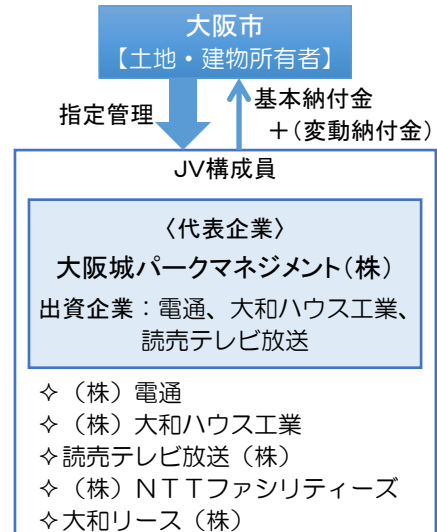 大阪市
【土地・建物所有者】
指定管理
基本納付金
＋(変動納付金)
ＪＶ構成員
〈代表企業〉
大阪城パークマネジメント(株)
出資企業：電通、大和ハウス工業、
読売テレビ放送
✧（株）電通
✧（株）大和ハウス工業
✧読売テレビ放送（株）
✧（株）ＮＴＴファシリティーズ
✧大和リース（株）